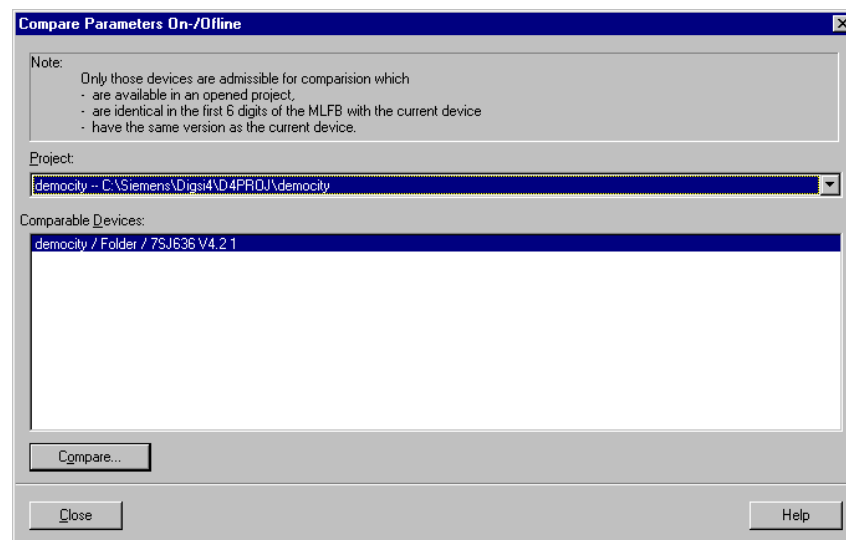 Compare Parameters On-/Ofline
Note:
Only those devices are admissible for comparision which
- are available in an opened project,
- are identical in the first 6 digits of the MLFB with the current device
- have the same version as the current device.
Project:
democity -- C:\Siemens\Digsi4\D4PROJ\democity
Comparable Devices:
democity / Folder / 7SJ636 V4.2 1
Compare...
Close
Help